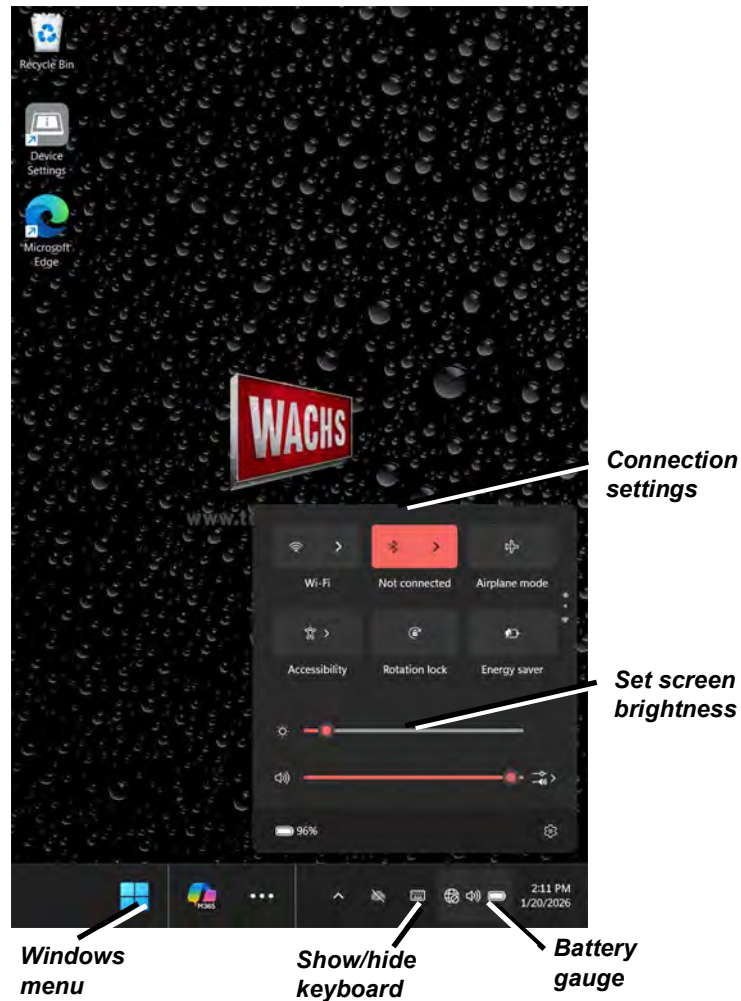 Recycle Bin
Device
Settings
Microsoft
Edge
WACHS
www.t
Connection
settings
Wi-Fi
Not connected
Airplane mode
Accessibility
Rotation lock
Energy saver
Set screen
brightness
96%
M365
2:11 PM
1/20/2026
Windows
menu
Show/hide
keyboard
Battery
gauge